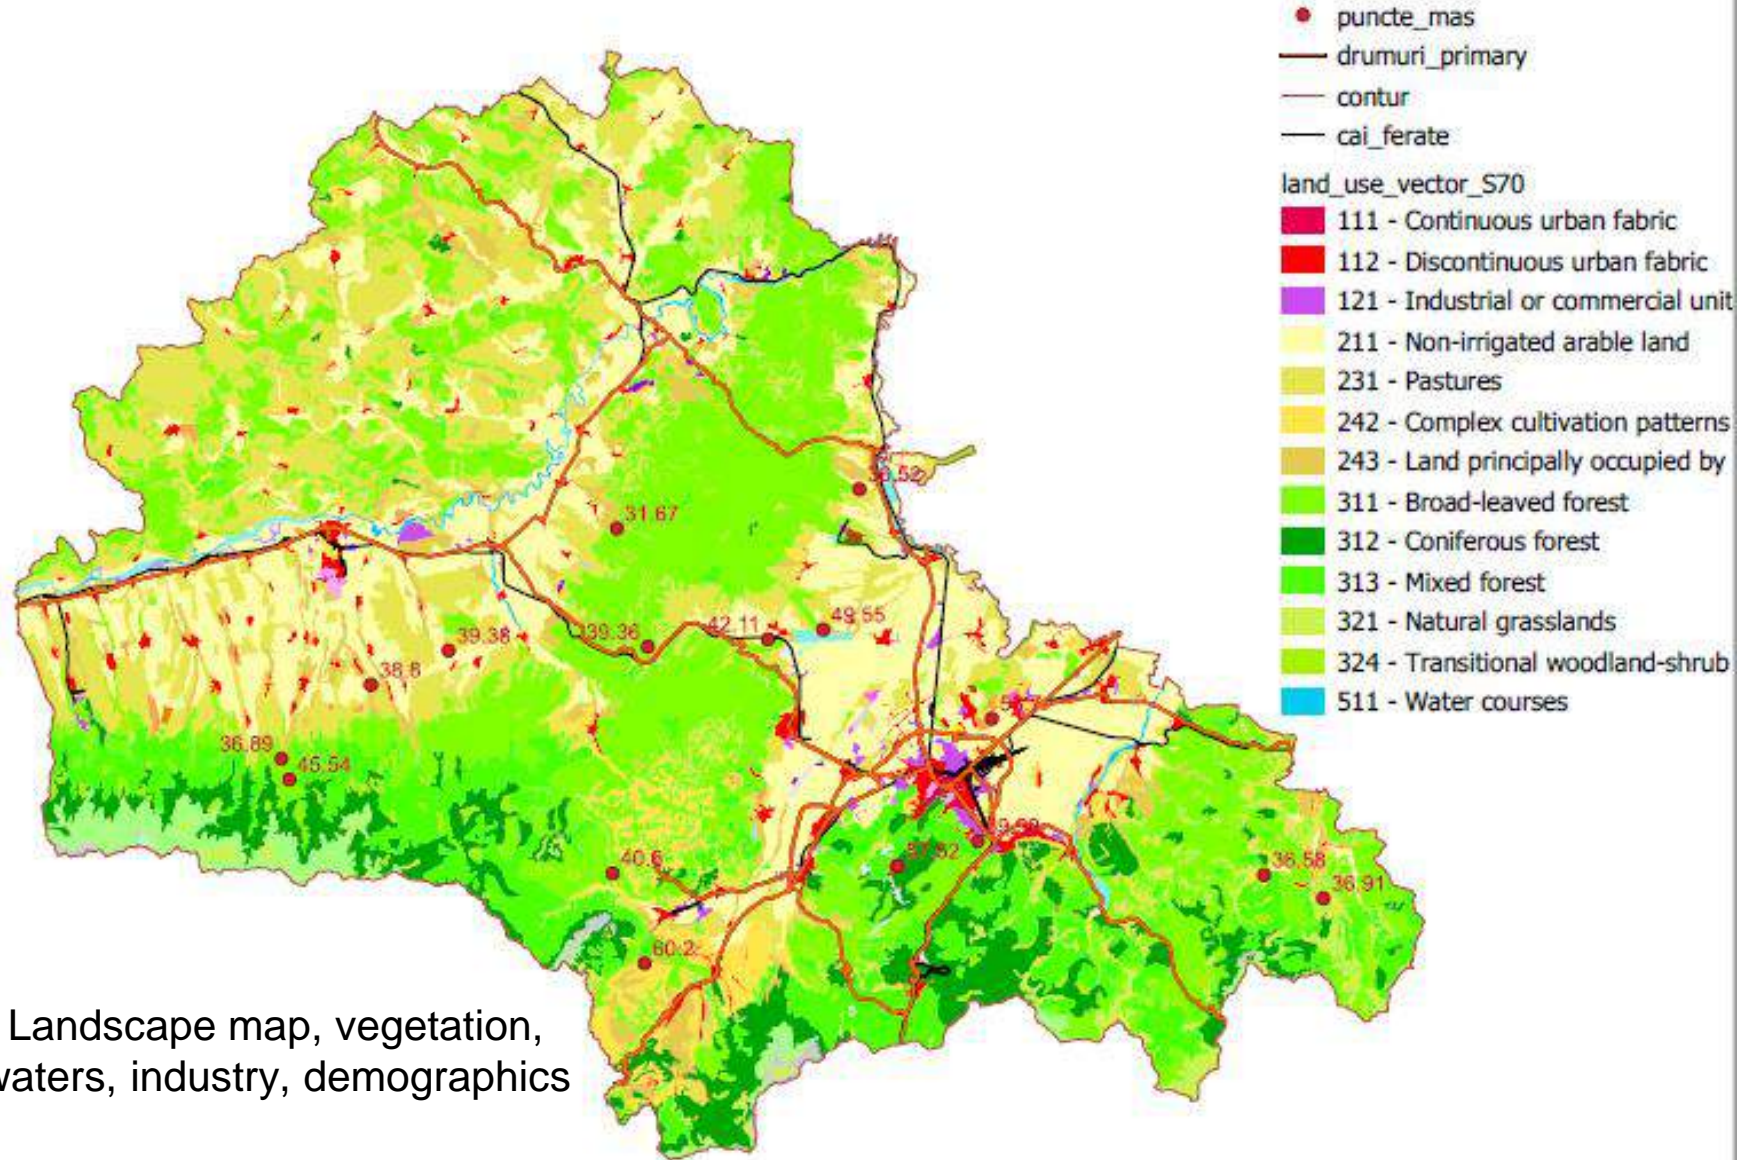 puncte_mas
drumuri_primary
contur
cai_ferate
land_use_vector_S70
111 - Continuous urban fabric
112 - Discontinuous urban fabric
121 - Industrial or commercial unit
211 - Non-irrigated arable land
231 - Pastures
242 - Complex cultivation patterns
243 - Land principally occupied by
311 - Broad-leaved forest
312 - Coniferous forest
313 - Mixed forest
321 - Natural grasslands
324 - Transitional woodland-shrub
511 - Water courses
31.67
49.55
42.11
39.36
39.38
38.8
36.89
45.54
40.6
36.58
36.91
60.2
Landscape map, vegetation,
waters, industry, demographics